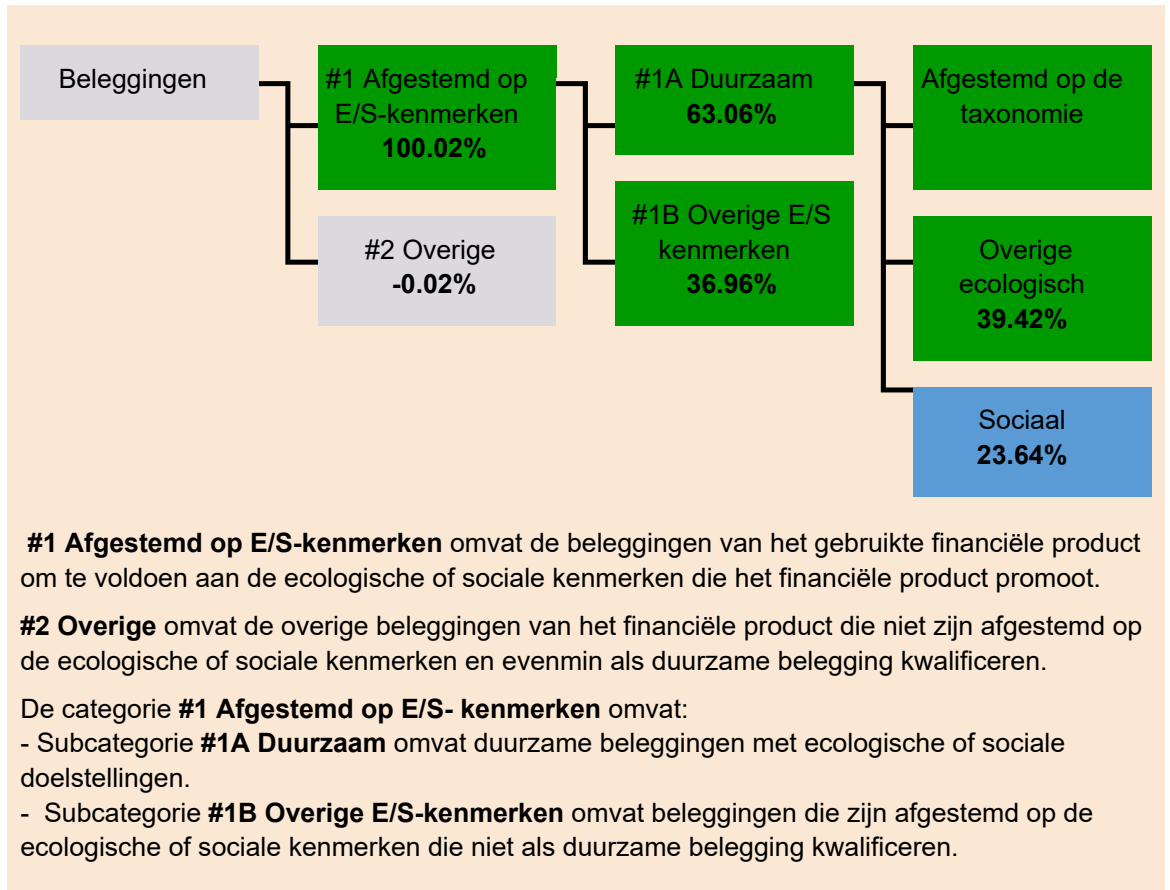 Beleggingen
#1 Afgestemd op
E/S-kenmerken
100.02%
#2 Overige
-0.02%
#1A Duurzaam
63.06%
#1B Overige E/S
kenmerken
36.96%
Afgestemd op de
taxonomie
Overige
ecologisch
39.42%
Sociaal
23.64%
#1 Afgestemd op E/S-kenmerken omvat de beleggingen van het gebruikte financiële product
om te voldoen aan de ecologische of sociale kenmerken die het financiële product promoot.
#2 Overige omvat de overige beleggingen van het financiële product die niet zijn afgestemd op
de ecologische of sociale kenmerken en evenmin als duurzame belegging kwalificeren.
De categorie #1 Afgestemd op E/S- kenmerken omvat:
- Subcategorie #1A Duurzaam omvat duurzame beleggingen met ecologische of sociale
doelstellingen.
- Subcategorie #1B Overige E/S-kenmerken omvat beleggingen die zijn afgestemd op de
ecologische of sociale kenmerken die niet als duurzame belegging kwalificeren.